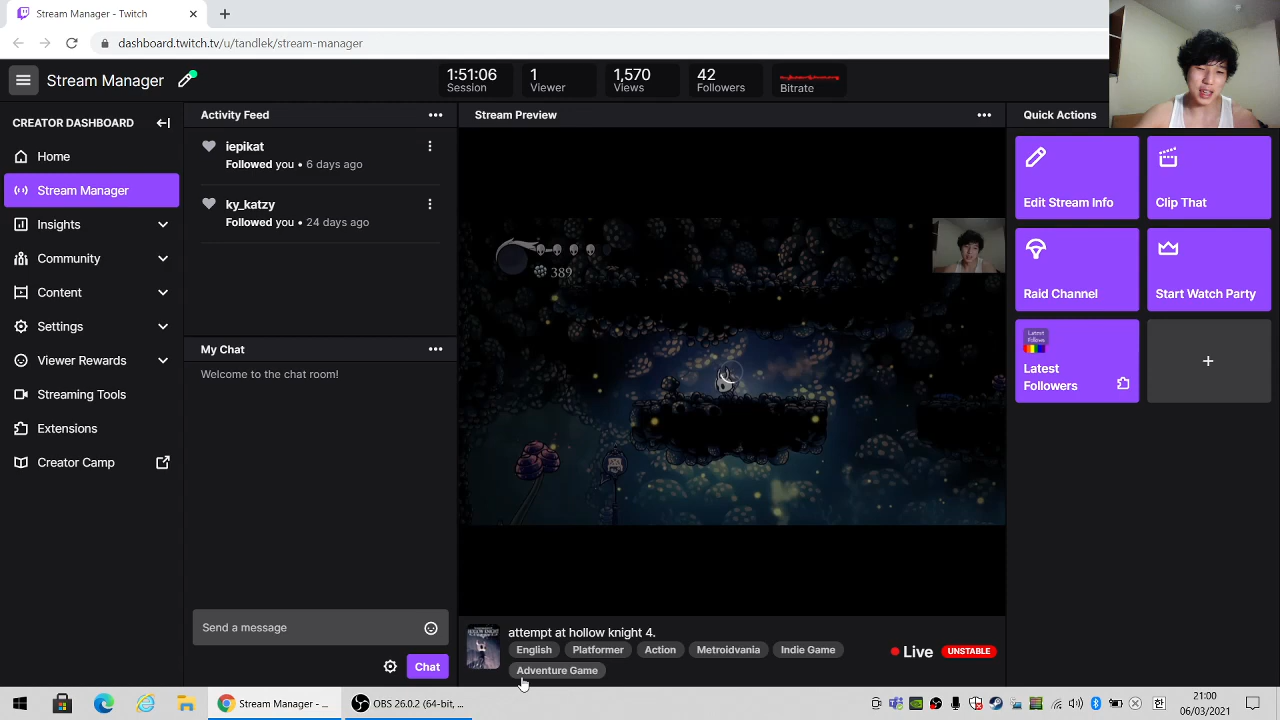 Stream Manager - Twitch
dashboard.twitch.tv/u/tandlek/stream-manager
Stream Manager
1:51:06
Session
1
Viewer
1,570
Views
42
Followers
Bitrate
CREATOR DASHBOARD
Home
Stream Manager
Insights
Community
Content
Settings
Viewer Rewards
Streaming Tools
Extensions
Creator Camp
Activity Feed
iepikat
Followed you • 6 days ago
ky_katzy
Followed you • 24 days ago
My Chat
Welcome to the chat room!
Send a message
Chat
Stream Preview
389
attempt at hollow knight 4.
English
Platformer
Action
Metroidvania
Indie Game
Adventure Game
Live
UNSTABLE
Quick Actions
Edit Stream Info
Clip That
Raid Channel
Start Watch Party
Latest
Follows
Latest
Followers
Stream Manager - ...
OBS 26.0.2 (64-bit, ...
한
21:00
06/03/2021